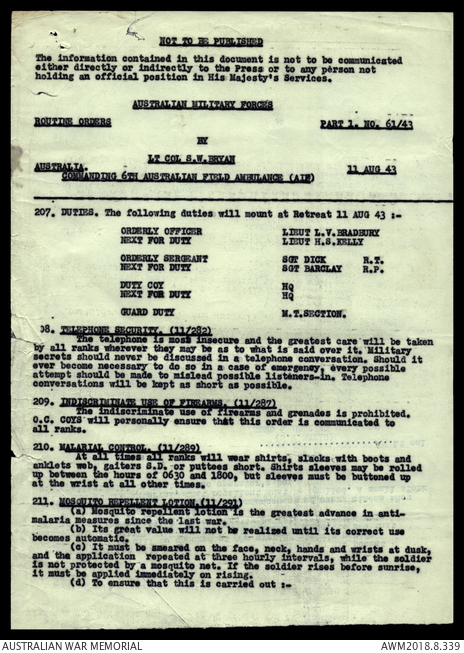 NOT TO BE PUBLISHED
The information contained in this document is not to be communicated
either directly or indirectly to the Press or to any person not
holding an official position in His Majesty's Services.
AUSTRALIAN MILITARY FORCES
ROUTINE ORDERS PART 1. NO. 61/43
BY
LT COL S.W.BRYAN
AUSTRALIA. 11 AUG 43
COMMANDING 6TH AUSTRALIAN FIELD AMBULANCE (AIF)
207. DUTIES. The following duties will mount at Retreat 11 AUG 43 :-
ORDERLY OFFICER LIEUT L.V.BRADBURY
NEXT FOR DUTY LIEUT H.S.KELLY
ORDERLY SERGEANT SGT DICK R.T.
NEXT FOR DUTY SGT BARCLAY R.P.
DUTY COY HQ
NEXT FOR DUTY HQ
GUARD DUTY M.T.SECTION.
08. TELEPHONE SECURITY. (11/282)
The telephone is most insecure and the greatest care will be taken
by all ranks wherever they may be as to what is said over it. Military
secrets should never be discussed in a telephone conversation. Should it
ever become necessary to do so in a case of emergency, every possible
attempt should be made to mislead possible listeners-in. Telephone
conversations will be kept as short as possible.
209. INDISCRIMINATE USE OF FIREARMS. (11/287)
The indiscriminate use of firearms and grenades is prohibited.
O.C. COYS will personally ensure that this order is communicated to
all ranks.
210. MALARIAL CONTROL. (11/289)
At all times all ranks will wear shirts, slacks with boots and
anklets web, gaiters S.D. or puttees short. Shirts sleeves may be rolled
up between the hours of 0630 and 1800, but sleeves must be buttoned up
at the wrist at all other times.
211. MOSQUITO REPELLENT LOTION.(11/291)
(a) Mosquito repellent lotion is the greatest advance in anti-
malaria measures since the last war.
(b) Its great value will not be realized until its correct use
becomes automatic.
(c) It must be smeared on the face, neck, hands and wrists at dusk,
and the application repeated at three hourly intervals, while the soldier
is not protected by a mosquito net. If the soldier rises before sunrise,
it must be applied immediately on rising.
(d) To ensure that this is carried out :-
AUSTRALIAN WAR MEMORIAL AWM2018.8.339